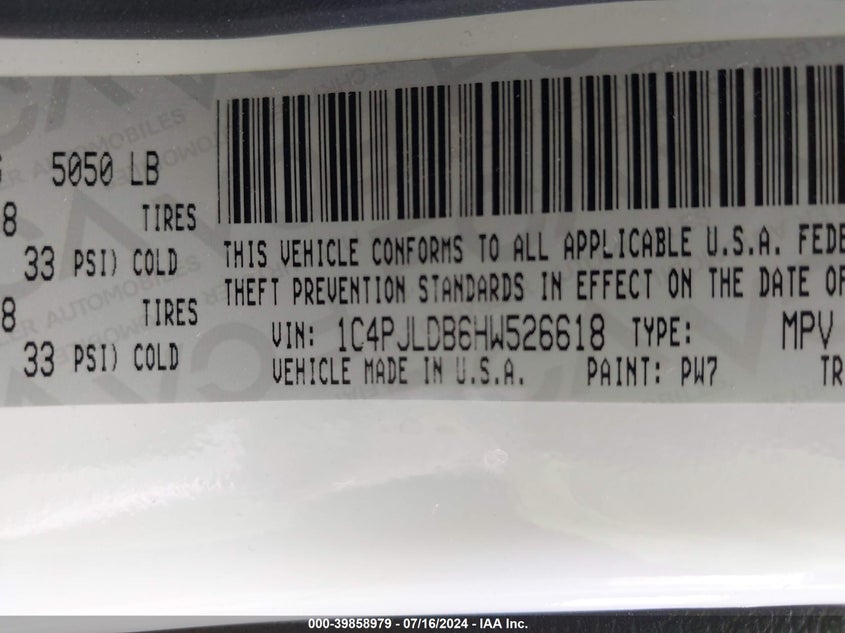 5050 LB
8 TIRES
33 PSI) COLD
8 TIRES
33 PSI) COLD
THIS VEHICLE CONFORMS TO ALL APPLICABLE U.S.A. FEDE
THEFT PREVENTION STANDARDS IN EFFECT ON THE DATE OF
VIN: 1C4PJLDB6HW526618 TYPE: MPV
VEHICLE MADE IN U.S.A. PAINT: PW7 TR
000-39858979 / 07/16/2024 - IAA Inc.